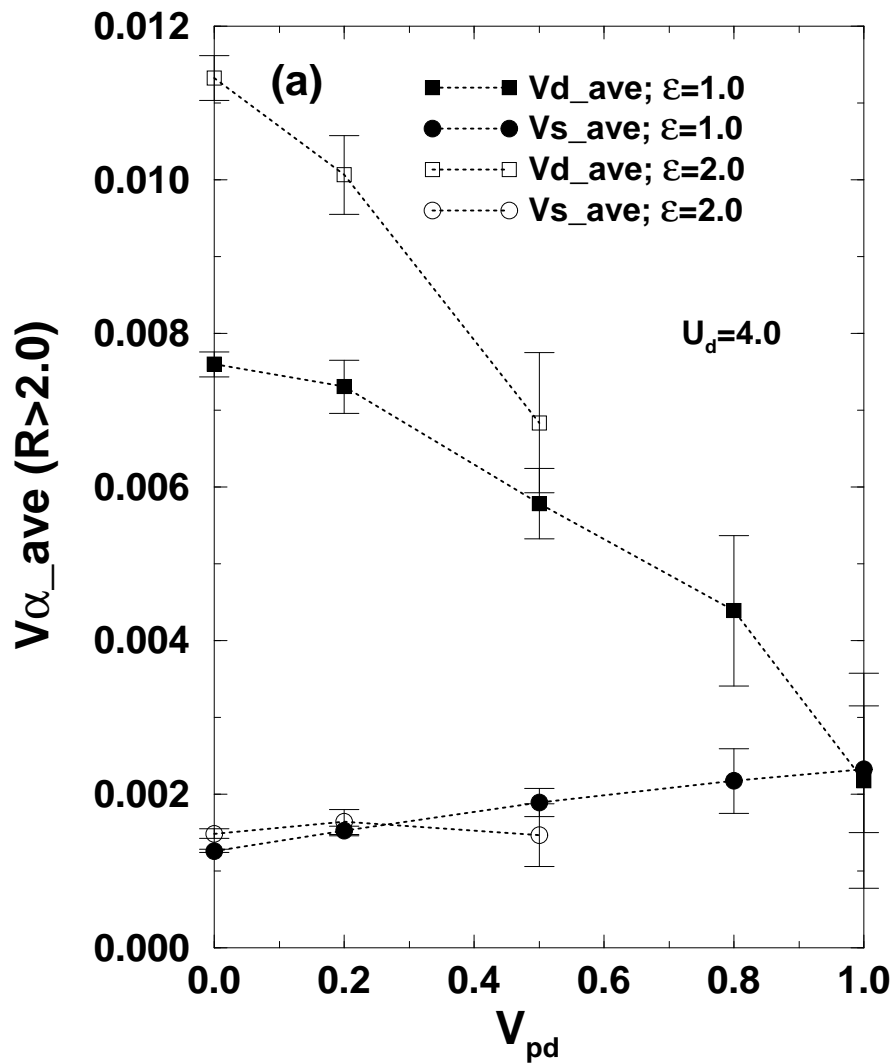 0.012
(a)
Vd_ave; ε=1.0
Vs_ave; ε=1.0
Vd_ave; ε=2.0
Vs_ave; ε=2.0
0.010
0.008
U_d=4.0
0.006
Vα_ave (R>2.0)
0.004
0.002
0.000
0.0 0.2 0.4 0.6 0.8 1.0
V_pd